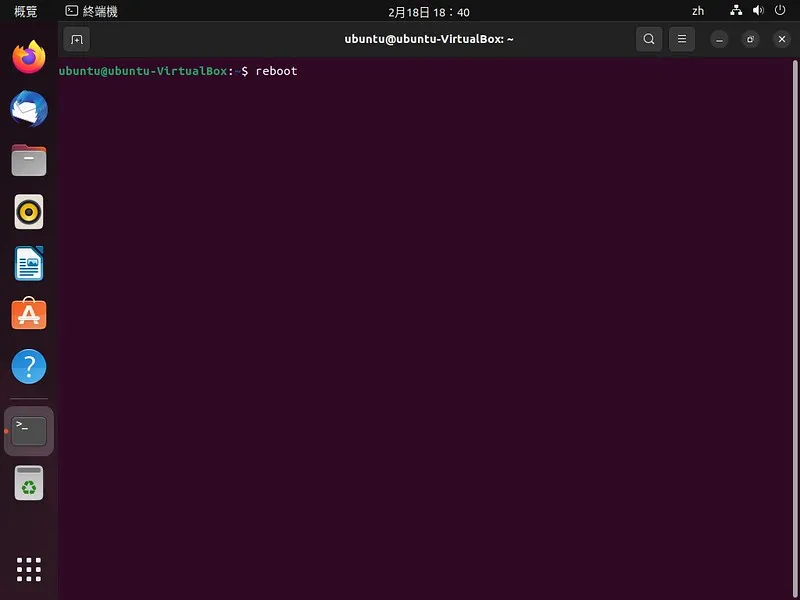 概覽
終端機
2月18日 18：40
zh
ubuntu@ubuntu-VirtualBox: ~
ubuntu@ubuntu-VirtualBox:~$ reboot